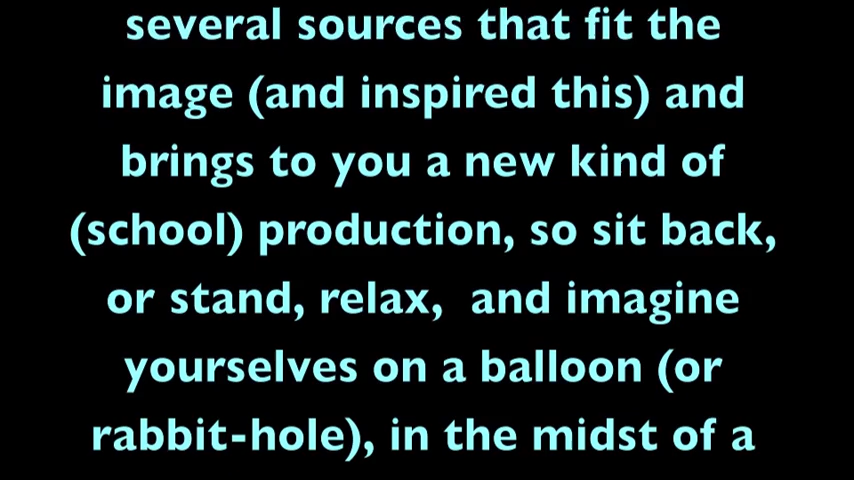 several sources that fit the
image (and inspired this) and
brings to you a new kind of
(school) production, so sit back,
or stand, relax,  and imagine
yourselves on a balloon (or
rabbit-hole), in the midst of a